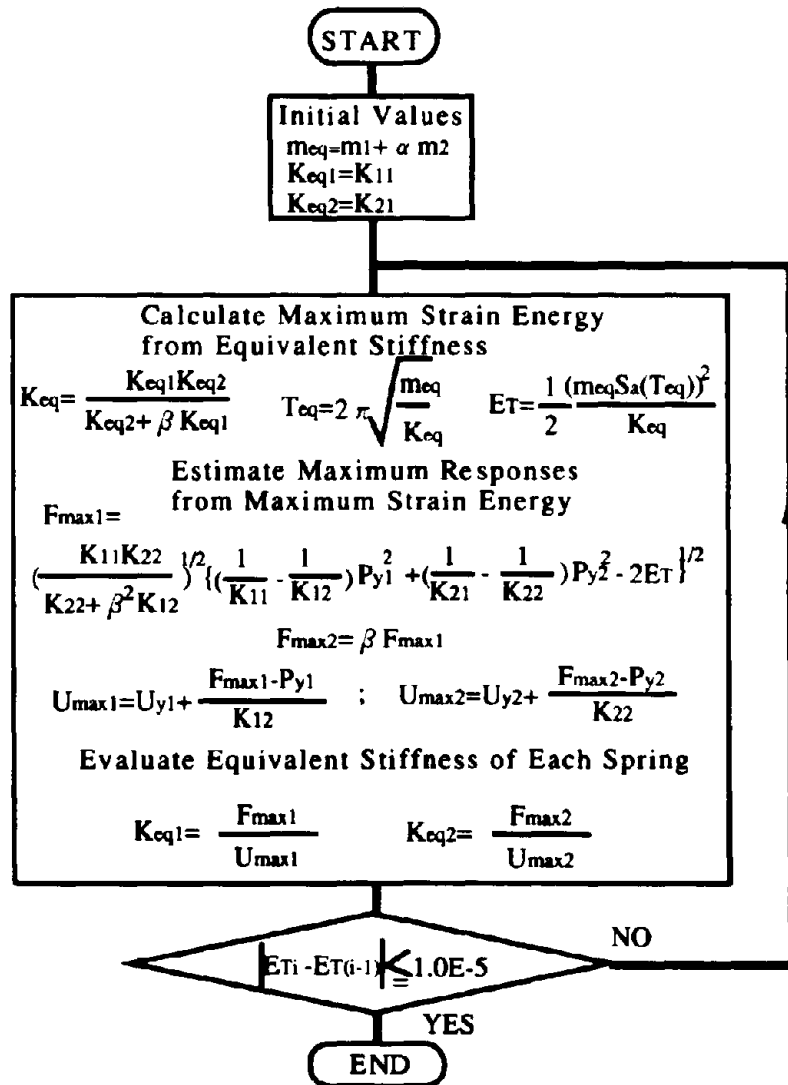 START
Initial Values
meq=m1+ α m2
Keq1=K11
Keq2=K21
Calculate Maximum Strain Energy
from Equivalent Stiffness
Keq= Keq1Keq2 / Keq2+ β Keq1    Teq=2 π √ meq / Keq    ET= 1/2 (meqSa(Teq))² / Keq
Estimate Maximum Responses
from Maximum Strain Energy
Fmax1=
( K11K22 / K22+ β² K12 )^1/2 {( 1/K11 - 1/K12 ) Py1² +( 1/K21 - 1/K22 ) Py2² - 2ET }^1/2
Fmax2= β Fmax1
Umax1=Uy1+ Fmax1-Py1 / K12 ; Umax2=Uy2+ Fmax2-Py2 / K22
Evaluate Equivalent Stiffness of Each Spring
Keq1= Fmax1 / Umax1    Keq2= Fmax2 / Umax2
NO
|ETi -ET(i-1)| ≦ 1.0E-5
YES
END